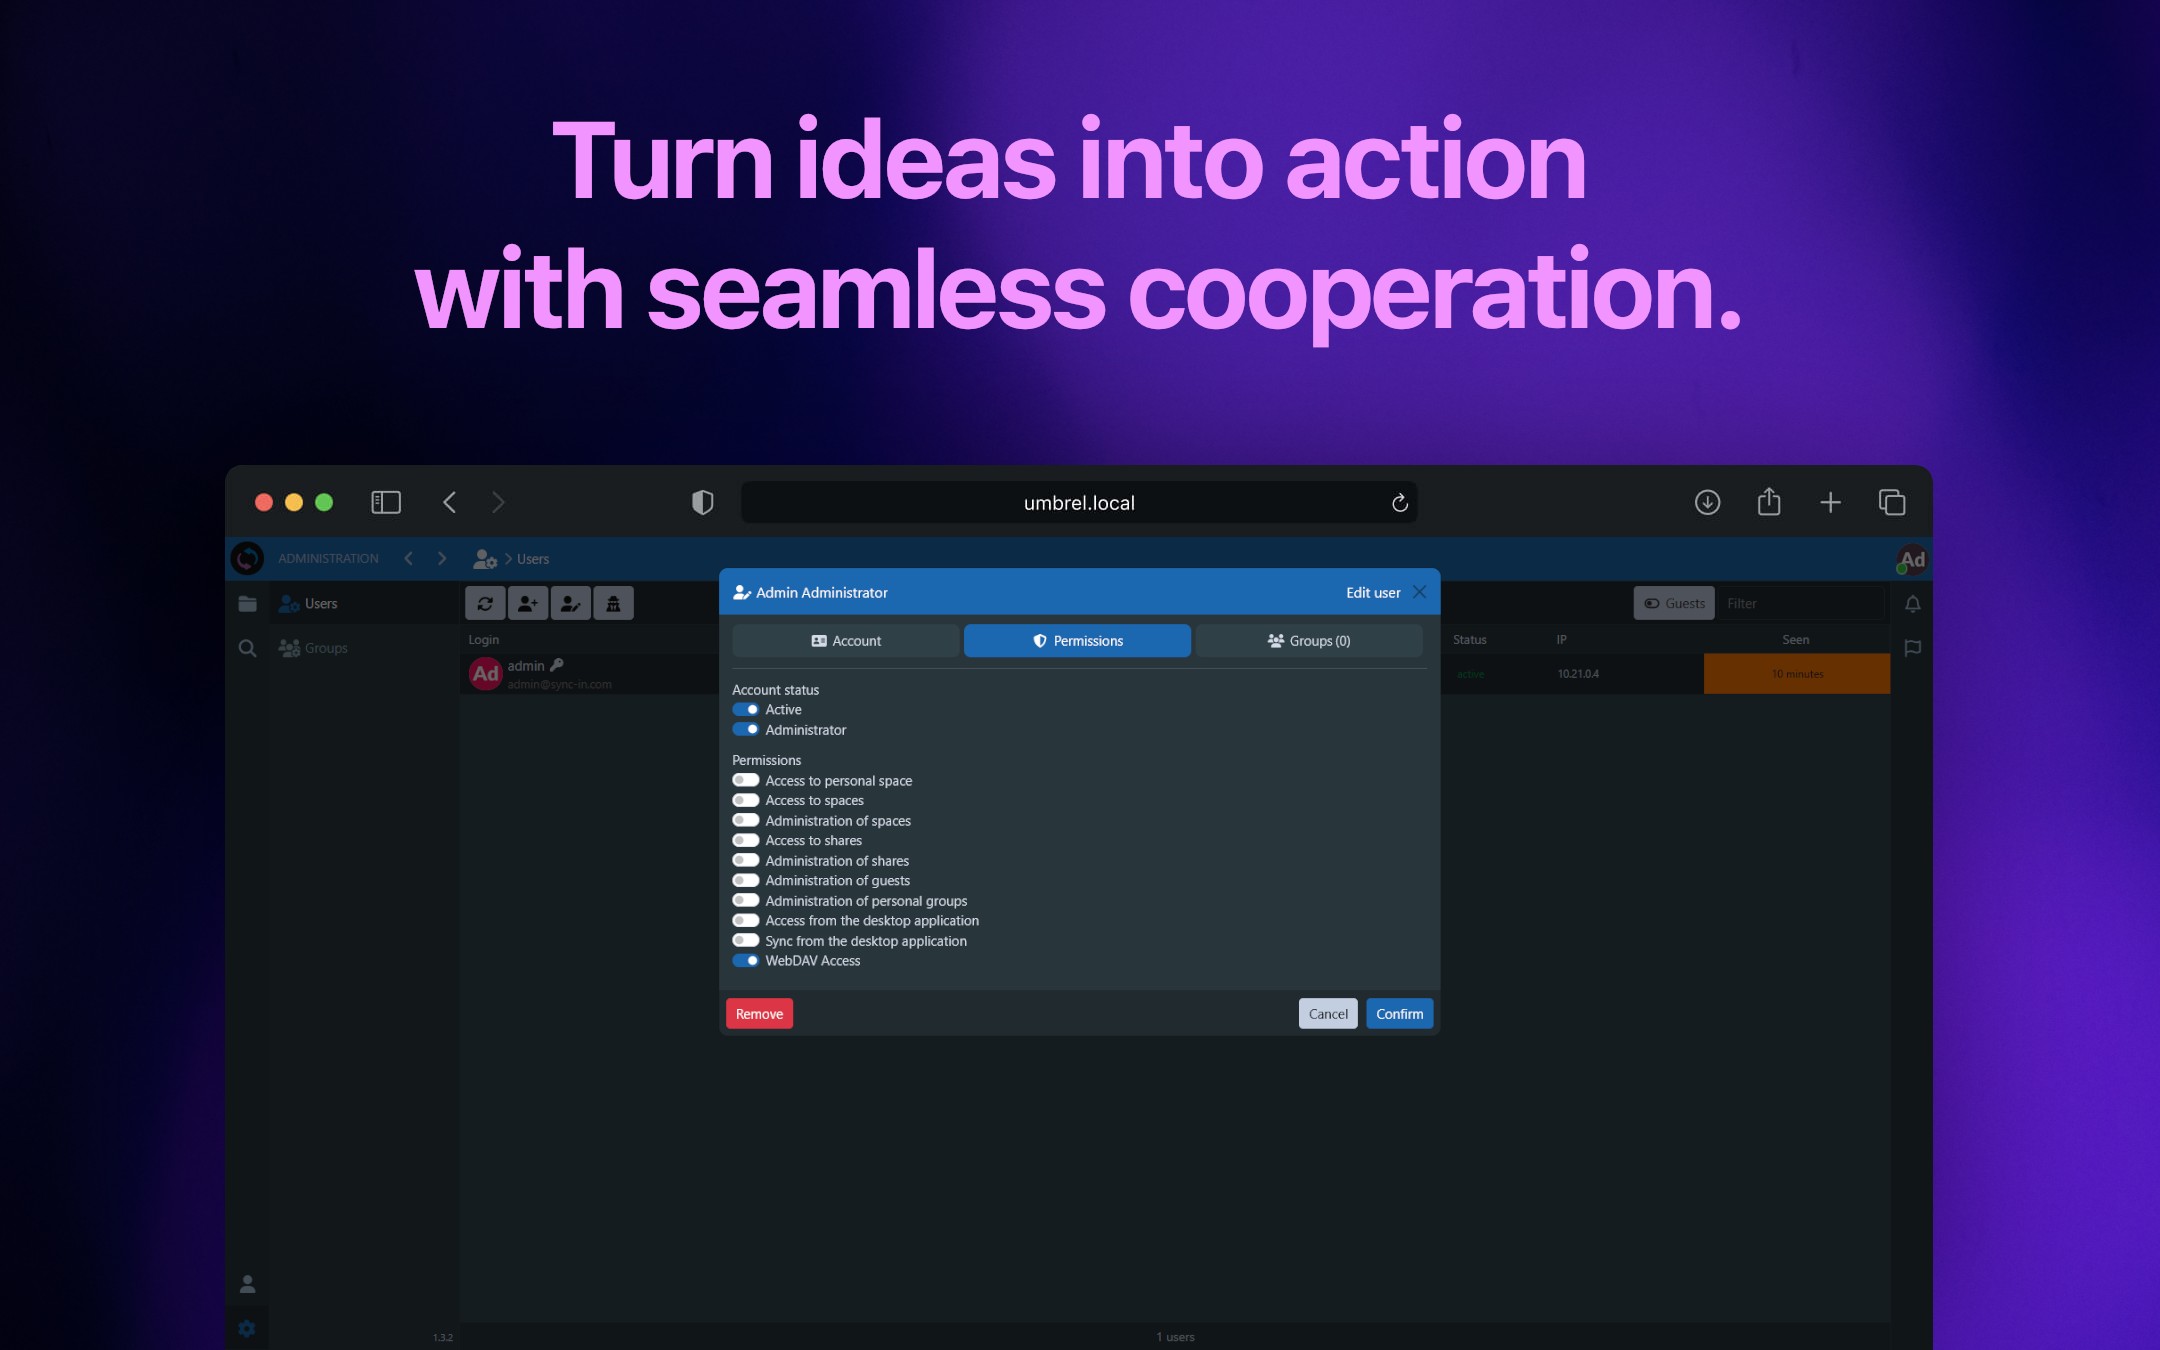 Turn ideas into action
with seamless cooperation.
umbrel.local
ADMINISTRATION
Users
Ad
Admin Administrator
Edit user
Users
Guests
Filter
Account
Permissions
Groups (0)
Groups
Login
Status
IP
Seen
Ad
admin
admin@sync-in.com
active
10.21.0.4
10 minutes
Account status
Active
Administrator
Permissions
Access to personal space
Access to spaces
Administration of spaces
Access to shares
Administration of shares
Administration of guests
Administration of personal groups
Access from the desktop application
Sync from the desktop application
WebDAV Access
Remove
Cancel
Confirm
1.3.2
1 users